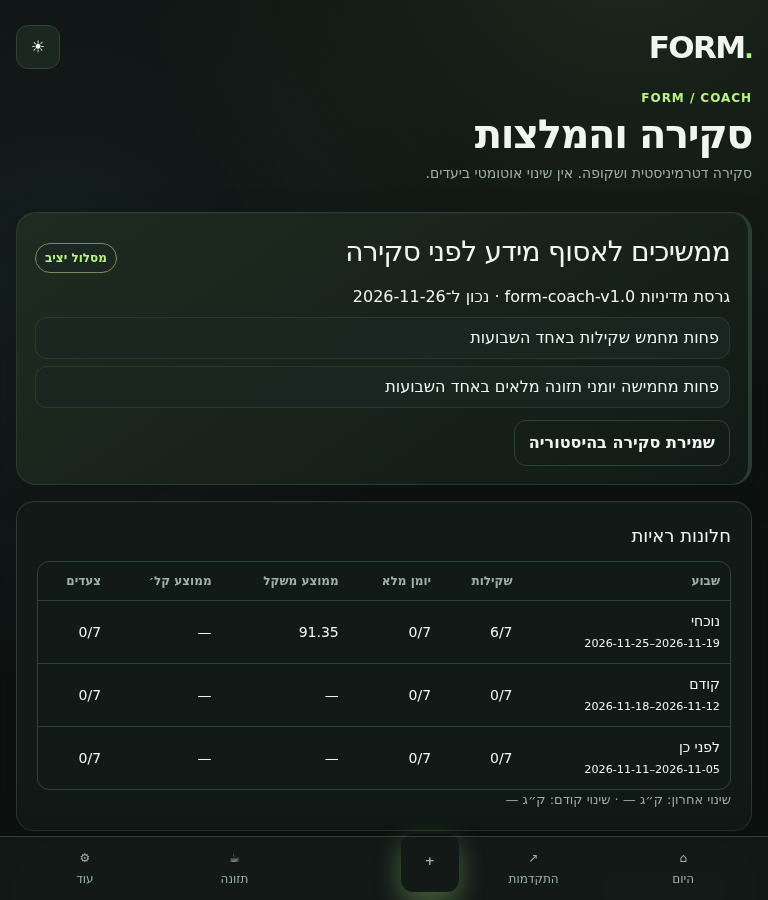 FORM.
☀
FORM / COACH
סקירה והמלצות
סקירה דטרמיניסטית ושקופה. אין שינוי אוטומטי ביעדים.
ממשיכים לאסוף מידע לפני סקירה
מסלול יציב
גרסת מדיניות form-coach-v1.0 · נכון ל־2026-11-26
פחות מחמש שקילות באחד השבועות
פחות מחמישה יומני תזונה מלאים באחד השבועות
שמירת סקירה בהיסטוריה
חלונות ראיות
שבוע שקילות יומן מלא ממוצע משקל ממוצע קל׳ צעדים
נוכחי 6/7 0/7 91.35 — 0/7
2026-11-25–2026-11-19
קודם 0/7 0/7 — — 0/7
2026-11-18–2026-11-12
לפני כן 0/7 0/7 — — 0/7
2026-11-11–2026-11-05
שינוי אחרון: ק״ג — · שינוי קודם: ק״ג —
היום
התקדמות
+
תזונה
עוד